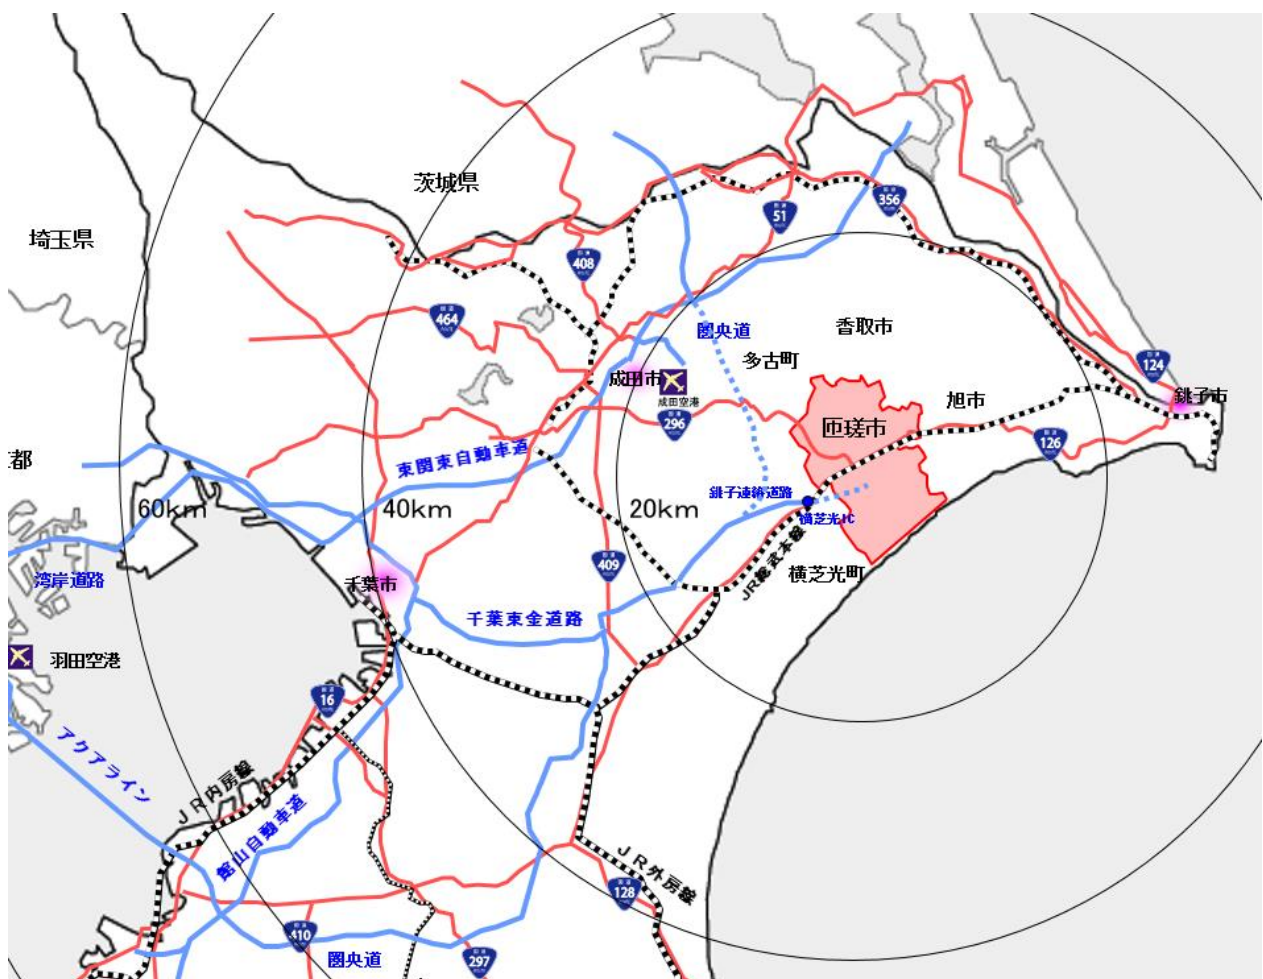 茨城県
埼玉県
356
51
408
464
圏央道
香取市
多古町
124
成田市
成田空港
銚子市
296
旭市
匝瑳市
126
都
東関東自動車道
60km
40km
20km
銚子連絡道路
横芝光IC
409
JR総武本線
横芝光町
湾岸道路
千葉市
千葉東金道路
羽田空港
16
アクアライン
JR内房線
館山自動車道
JR外房線
128
410
圏央道
297